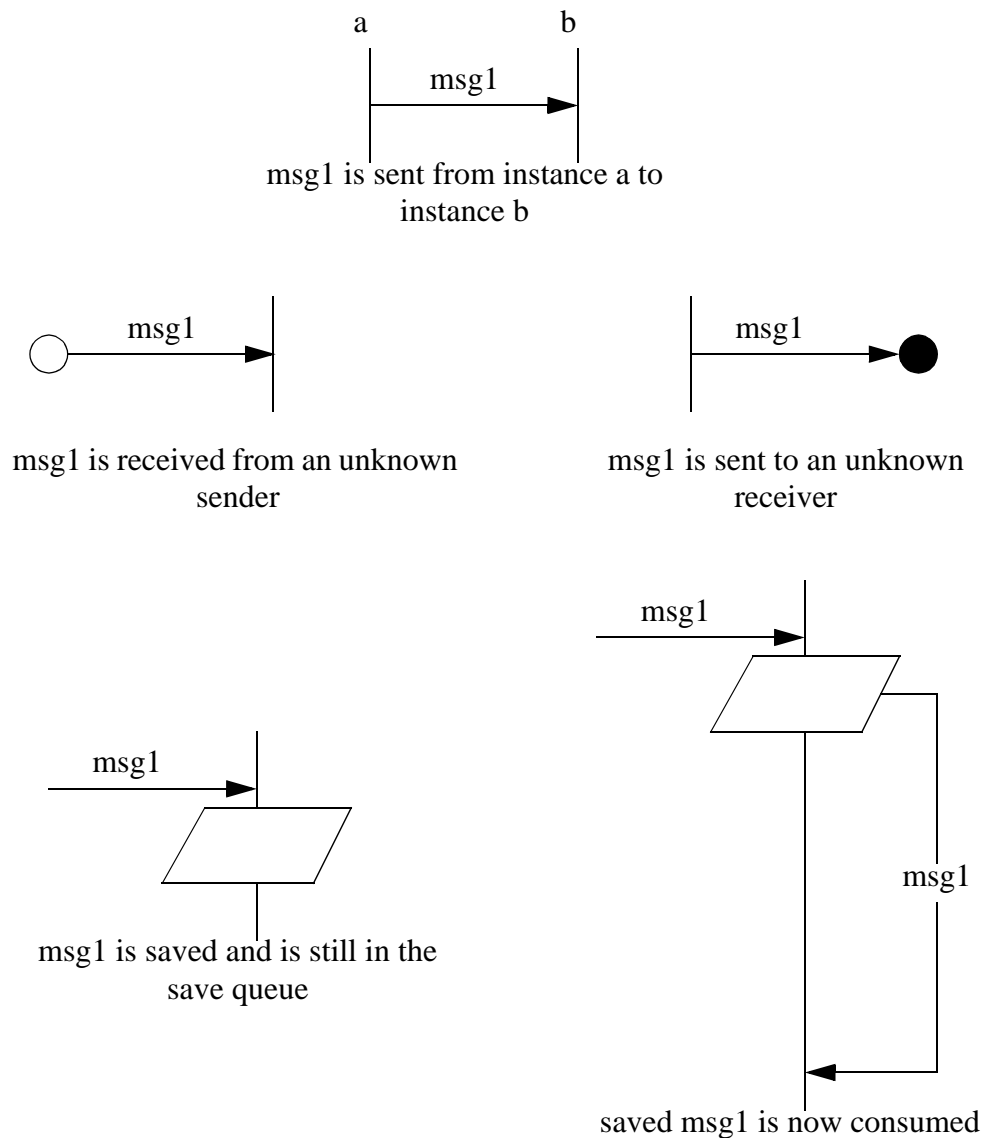 a
b
msg1
msg1 is sent from instance a to
instance b
msg1
msg1 is received from an unknown
sender
msg1
msg1 is sent to an unknown
receiver
msg1
msg1 is saved and is still in the
save queue
msg1
msg1
saved msg1 is now consumed